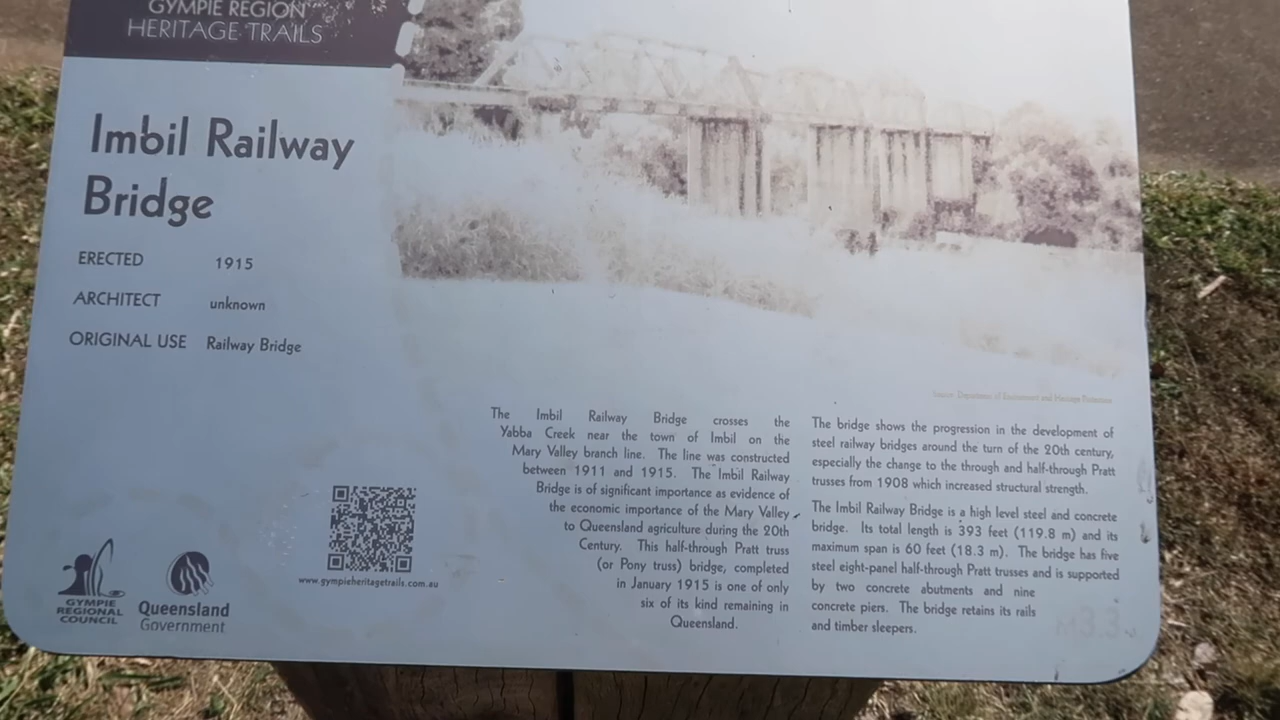 GYMPIE REGION
HERITAGE TRAILS
Imbil Railway
Bridge
ERECTED 1915
ARCHITECT unknown
ORIGINAL USE Railway Bridge
www.gympieheritagetrails.com.au
GYMPIE
REGIONAL
COUNCIL
Queensland
Government
Source: Department of Environment and Heritage Protection
The Imbil Railway Bridge crosses the
Yabba Creek near the town of Imbil on the
Mary Valley branch line. The line was constructed
between 1911 and 1915. The Imbil Railway
Bridge is of significant importance as evidence of
the economic importance of the Mary Valley
to Queensland agriculture during the 20th
Century. This half-through Pratt truss
(or Pony truss) bridge, completed
in January 1915 is one of only
six of its kind remaining in
Queensland.
The bridge shows the progression in the development of
steel railway bridges around the turn of the 20th century,
especially the change to the through and half-through Pratt
trusses from 1908 which increased structural strength.
The Imbil Railway Bridge is a high level steel and concrete
bridge. Its total length is 393 feet (119.8 m) and its
maximum span is 60 feet (18.3 m). The bridge has five
steel eight-panel half-through Pratt trusses and is supported
by two concrete abutments and nine
concrete piers. The bridge retains its rails
and timber sleepers.